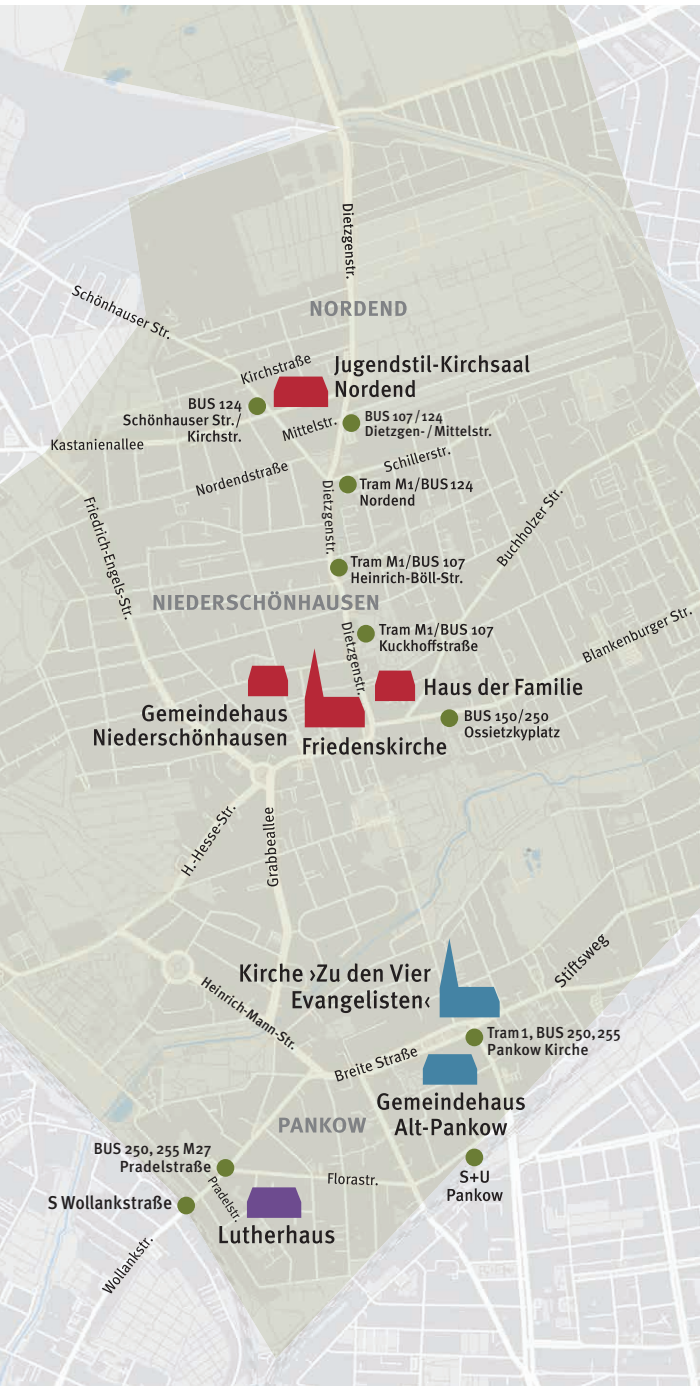 Dietzgenstr.
Schönhauser Str.
NORDEND
Kirchstraße
Jugendstil-Kirchsaal
Nordend
BUS 124
Schönhauser Str./
Kirchstr.
BUS 107/124
Dietzgen-/Mittelstr.
Mittelstr.
Kastanienallee
Schillerstr.
Nordendstraße
Tram M1/BUS 124
Nordend
Dietzgenstr.
Friedrich-Engels-Str.
Buchholzer Str.
Tram M1/BUS 107
Heinrich-Böll-Str.
NIEDERSCHÖNHAUSEN
Dietzgenstr.
Tram M1/BUS 107
Kuckhoffstraße
Blankenburger Str.
Haus der Familie
Gemeindehaus
Niederschönhausen
Friedenskirche
BUS 150/250
Ossietzkyplatz
H.-Hesse-Str.
Grabbeallee
Kirche ›Zu den Vier
Evangelisten‹
Stiftsweg
Heinrich-Mann-Str.
Tram1, BUS 250, 255
Pankow Kirche
Breite Straße
Gemeindehaus
Alt-Pankow
PANKOW
BUS 250, 255 M27
Pradelstraße
Florastr.
S+U
Pankow
Pradelstr.
S Wollankstraße
Lutherhaus
Wollankstr.